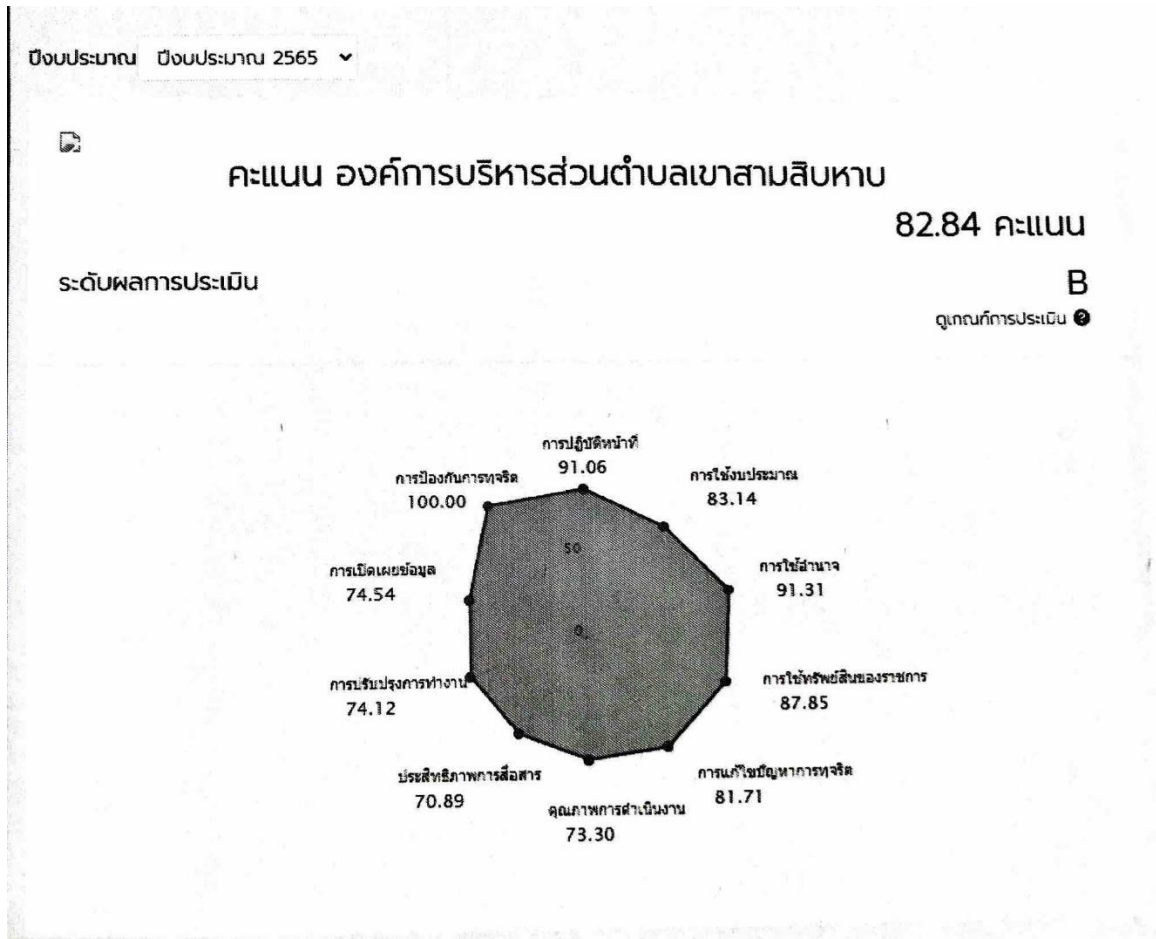 ปีงบประมาณ ปีงบประมาณ 2565
คะแนน องค์การบริหารส่วนตำบลเขาสามสิบหาบ
82.84 คะแนน
ระดับผลการประเมิน
B
ดูเกณฑ์การประเมิน ?
การปฏิบัติหน้าที่
91.06
การป้องกันการทุจริต
100.00
การใช้งบประมาณ
83.14
50
การเปิดเผยข้อมูล
74.54
การใช้อำนาจ
91.31
0
การปรับปรุงการทำงาน
74.12
การใช้ทรัพย์สินของราชการ
87.85
ประสิทธิภาพการสื่อสาร
70.89
การแก้ไขปัญหาการทุจริต
81.71
คุณภาพการดำเนินงาน
73.30